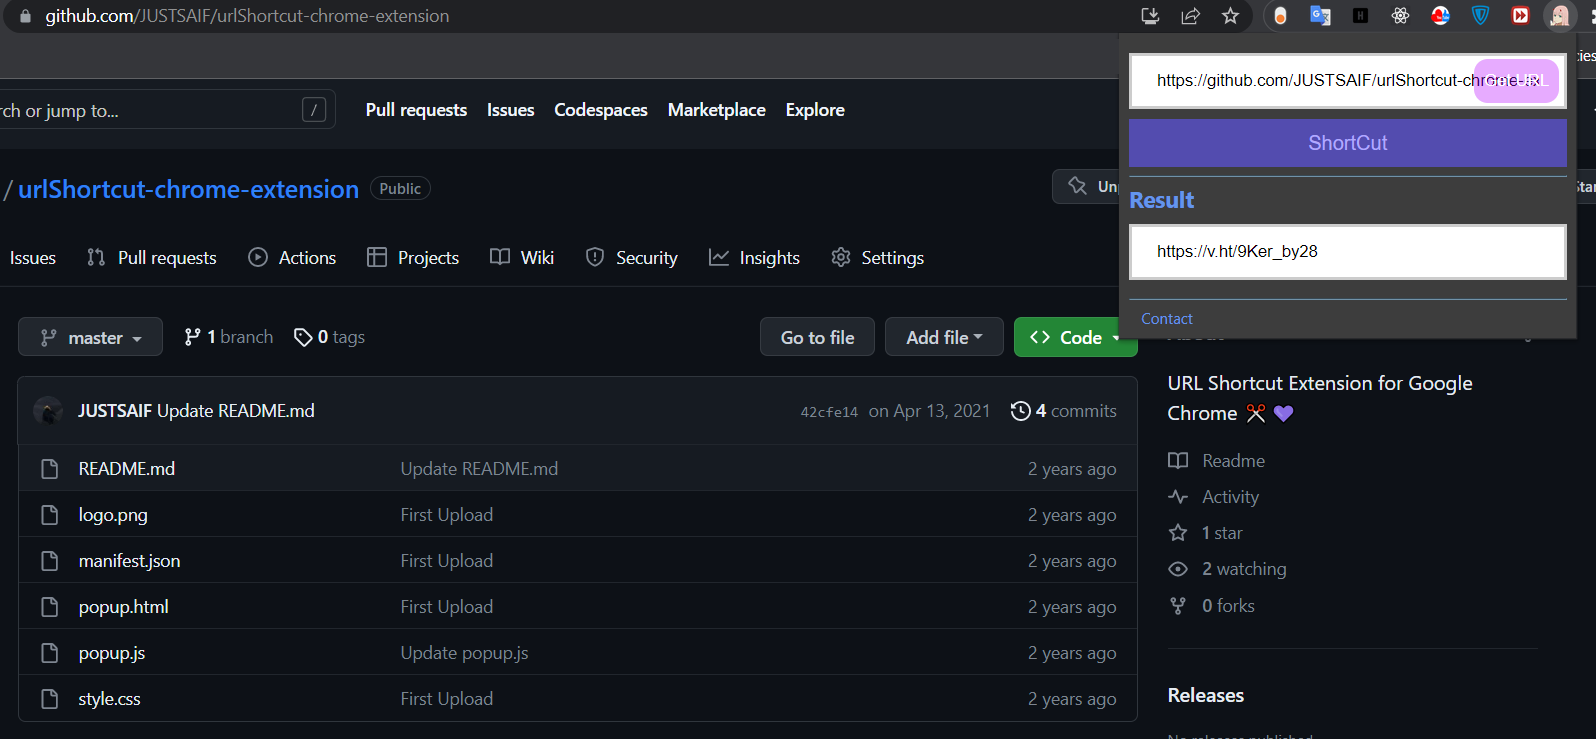 github.com/JUSTSAIF/urlShortcut-chrome-extension
rch or jump to... /
Pull requests Issues Codespaces Marketplace Explore
/ urlShortcut-chrome-extension Public
Issues Pull requests Actions Projects Wiki Security Insights Settings
master 1 branch 0 tags Go to file Add file Code
JUSTSAIF Update README.md 42cfe14 on Apr 13, 2021 4 commits
README.md Update README.md 2 years ago
logo.png First Upload 2 years ago
manifest.json First Upload 2 years ago
popup.html First Upload 2 years ago
popup.js Update popup.js 2 years ago
style.css First Upload 2 years ago
https://github.com/JUSTSAIF/urlShortcut-chrome-ex
Get URL
ShortCut
Result
https://v.ht/9Ker_by28
Contact
URL Shortcut Extension for Google
Chrome ✂️ 💜
Readme
Activity
1 star
2 watching
0 forks
Releases